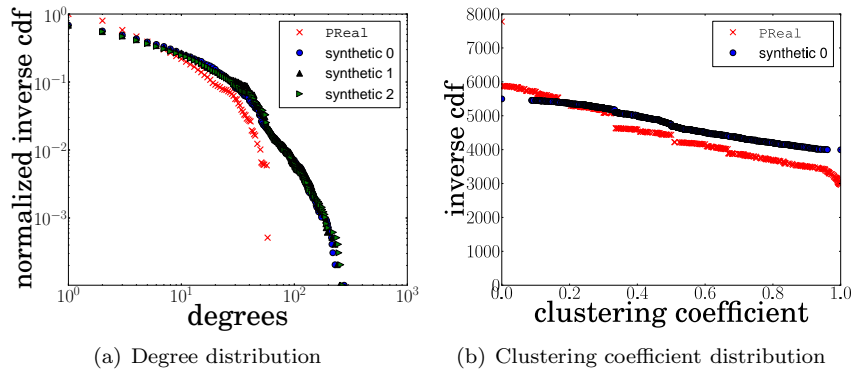 normalized inverse cdf
10^0
10^-1
10^-2
10^-3
10^0
10^1
10^2
10^3
degrees
PReal
synthetic 0
synthetic 1
synthetic 2
(a) Degree distribution
inverse cdf
8000
7000
6000
5000
4000
3000
2000
1000
0
0.0
0.2
0.4
0.6
0.8
1.0
clustering coefficient
PReal
synthetic 0
(b) Clustering coefficient distribution